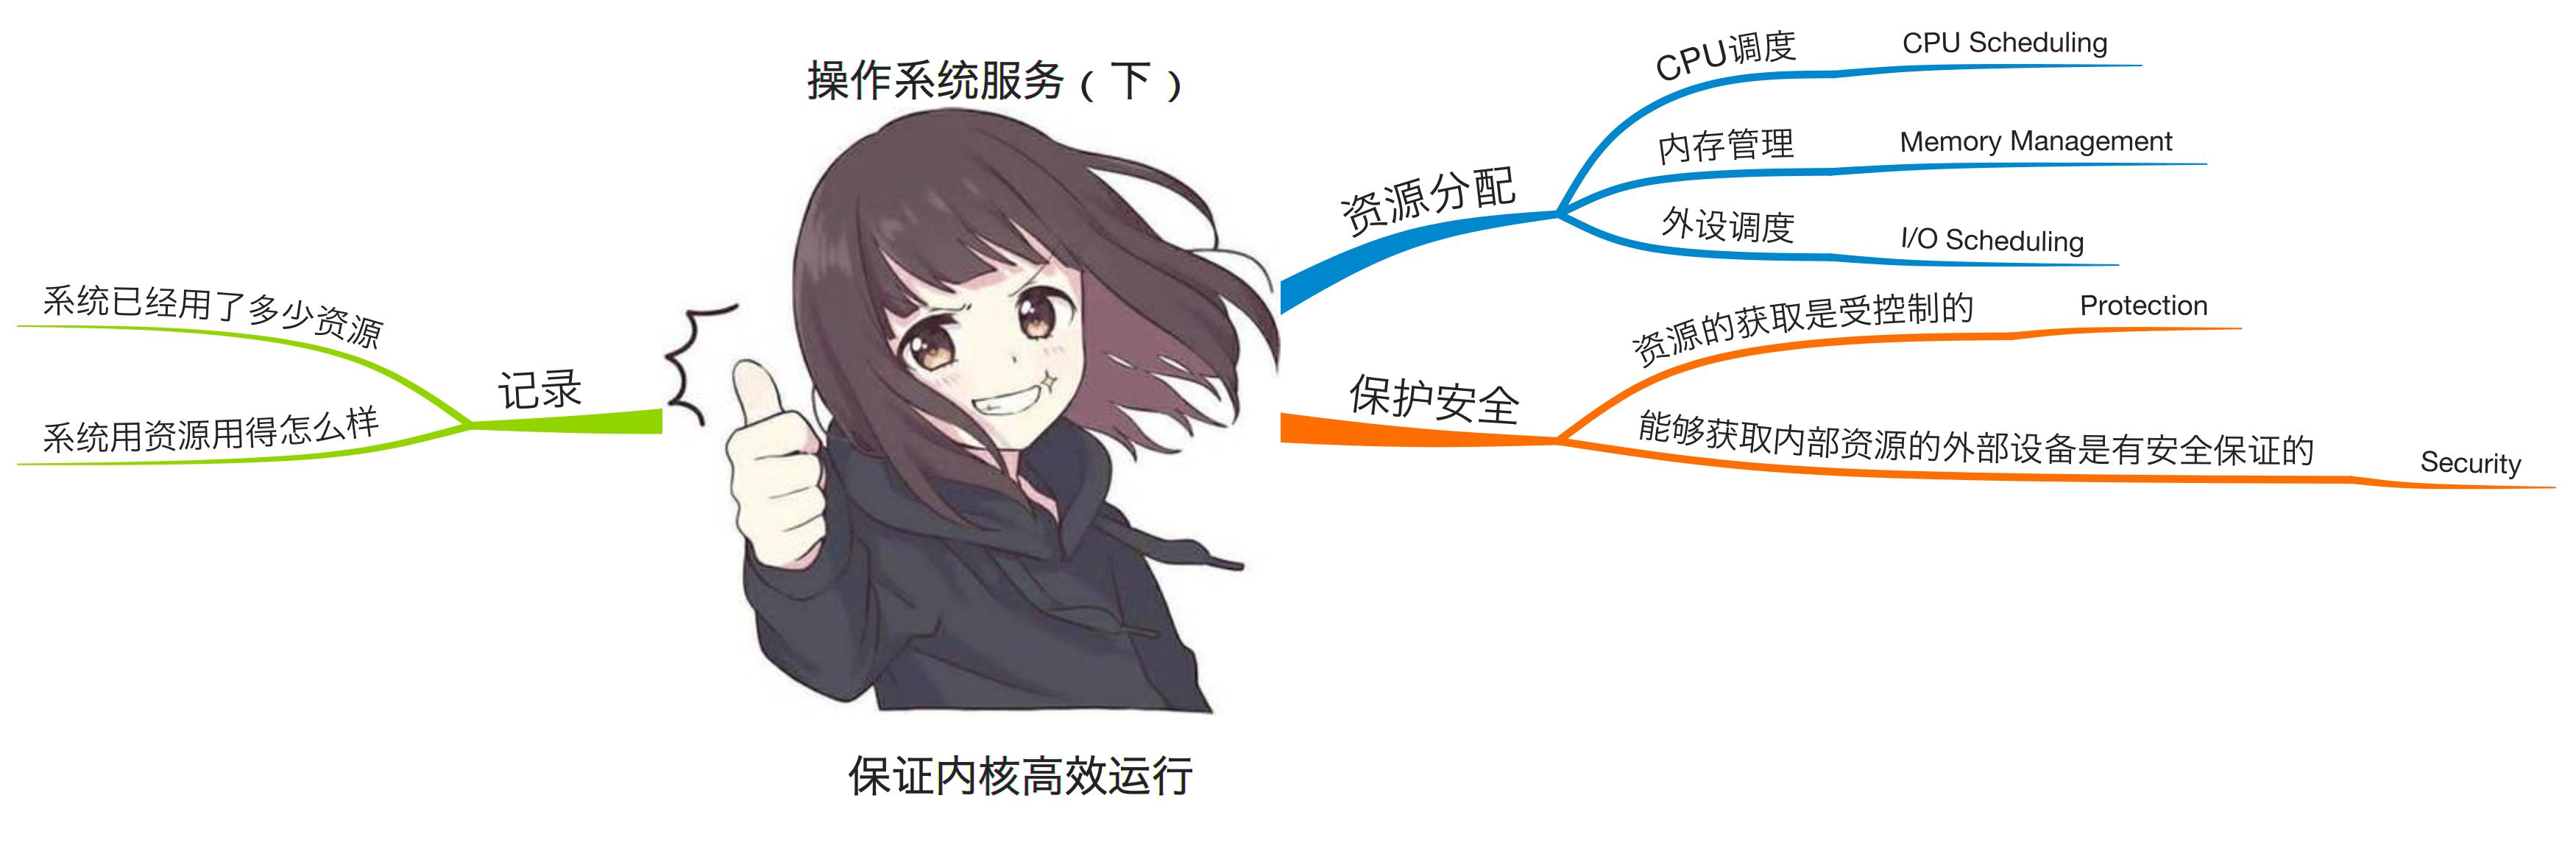 操作系统服务（下）
保证内核高效运行
资源分配
CPU调度
CPU Scheduling
内存管理
Memory Management
外设调度
I/O Scheduling
保护安全
资源的获取是受控制的
Protection
能够获取内部资源的外部设备是有安全保证的
Security
记录
系统已经用了多少资源
系统用资源用得怎么样